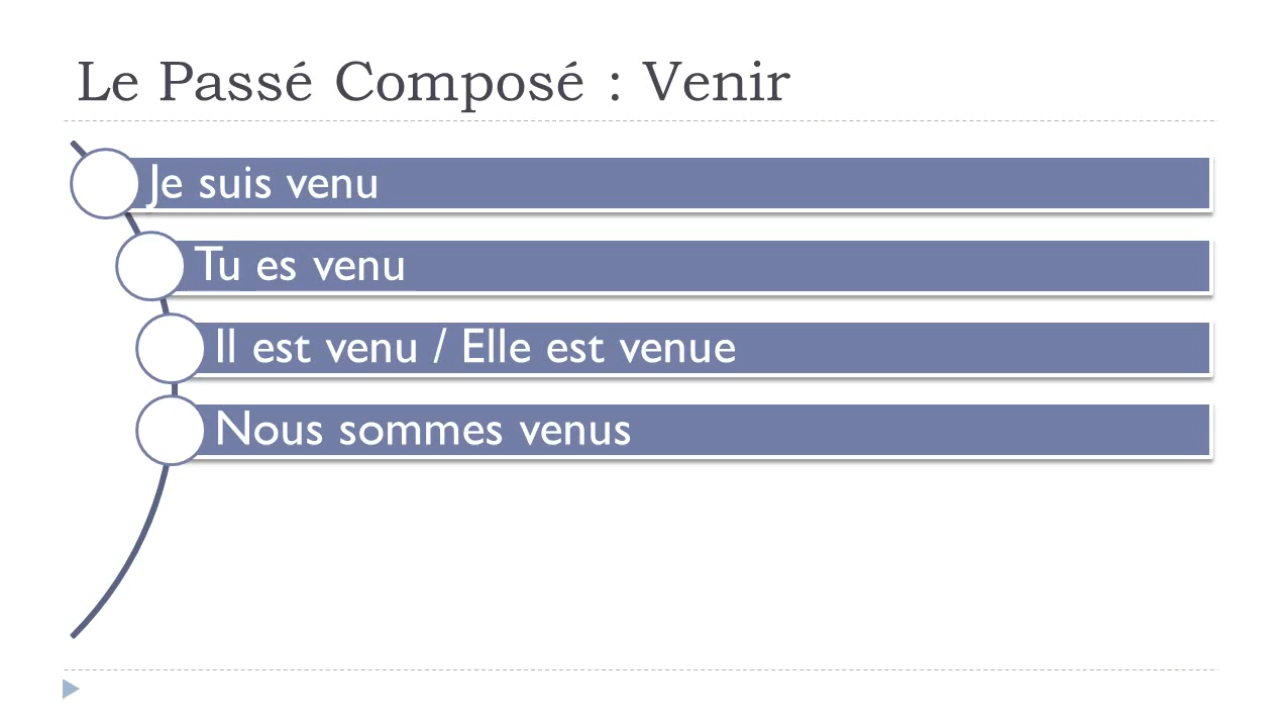 Le Passé Composé : Venir
Je suis venu
Tu es venu
Il est venu / Elle est venue
Nous sommes venus